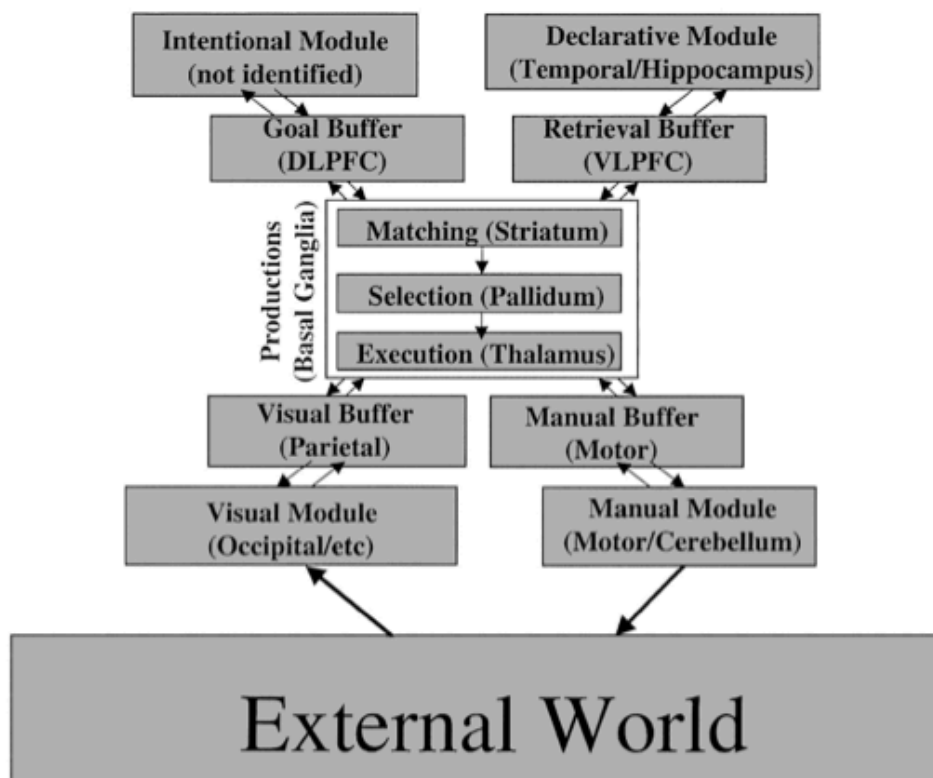 Intentional Module
(not identified)
Declarative Module
(Temporal/Hippocampus)
Goal Buffer
(DLPFC)
Retrieval Buffer
(VLPFC)
Productions
(Basal Ganglia)
Matching (Striatum)
Selection (Pallidum)
Execution (Thalamus)
Visual Buffer
(Parietal)
Manual Buffer
(Motor)
Visual Module
(Occipital/etc)
Manual Module
(Motor/Cerebellum)
External World